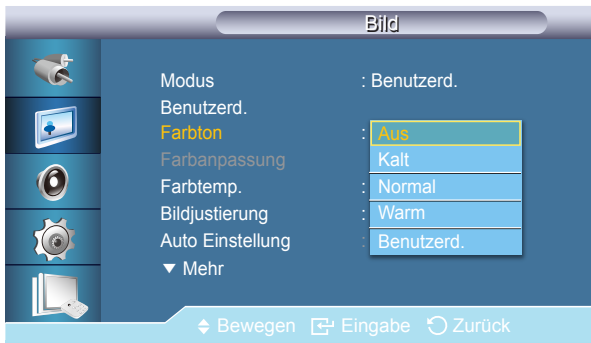 Bild
Modus : Benutzerd.
Benutzerd.
Farbton : Aus
Farbanpassung Kalt
Farbtemp. : Normal
Bildjustierung : Warm
Auto Einstellung : Benutzerd.
▼ Mehr
Bewegen Eingabe Zurück